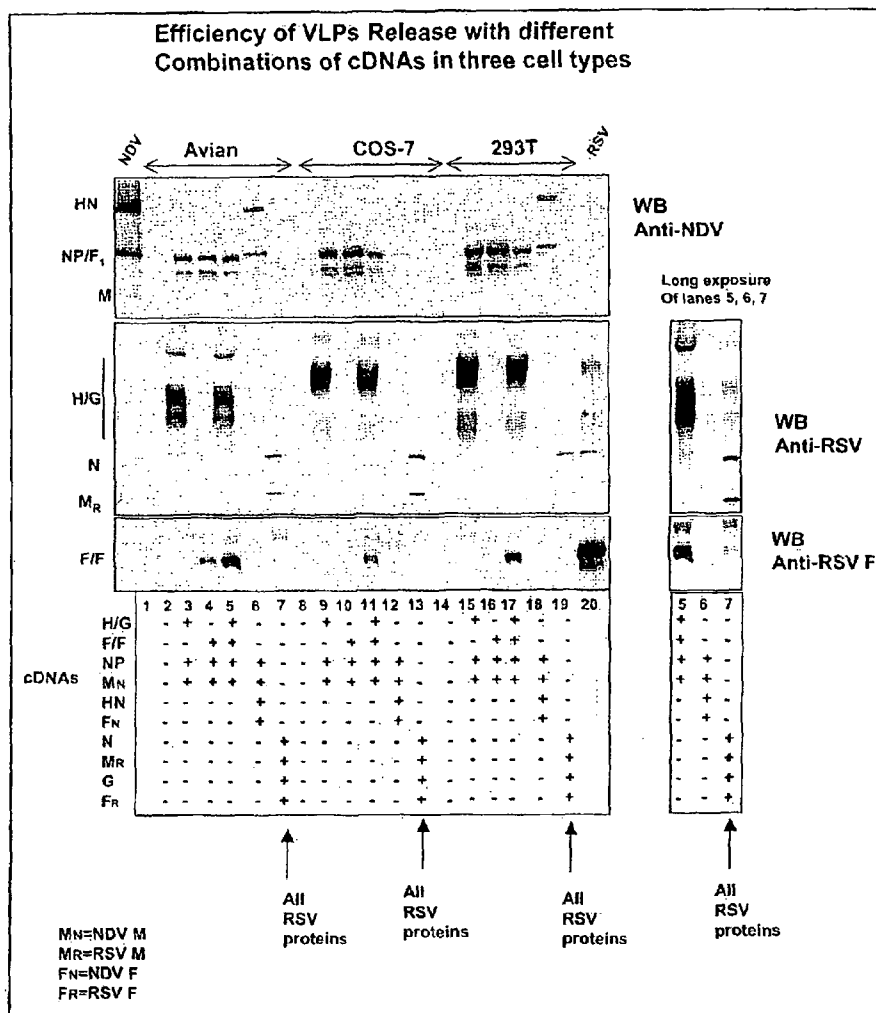 Efficiency of VLPs Release with different
Combinations of cDNAs in three cell types
NDV Avian COS-7 293T RSV
HN
NP/F1
M
WB
Anti-NDV
Long exposure
Of lanes 5, 6, 7
H/G
N
MR
WB
Anti-RSV
F/F
WB
Anti-RSV F
1 2 3 4 5 6 7 8 9 10 11 12 13 14 15 16 17 18 19 20 5 6 7
cDNAs
H/G - + - + - - - + - + - - - + - + - - + - -
F/F - - + + - - - - + + - - - - + + - - + - -
NP - + + + + - - + + + + - - + + + + - + + -
MN - + + + + - - + + + + - - + + + + - + + -
HN - - - - + - - - - - + - - - - - + - - + -
FN - - - - + - - - - - + - - - - - + - - + -
N - - - - - + - - - - - + - - - - - + - - +
MR - - - - - + - - - - - + - - - - - + - - +
G - - - - - + - - - - - + - - - - - + - - +
FR - - - - - + - - - - - + - - - - - + - - +
All
RSV
proteins
All
RSV
proteins
All
RSV
proteins
All
RSV
proteins
MN=NDV M
MR=RSV M
FN=NDV F
FR=RSV F